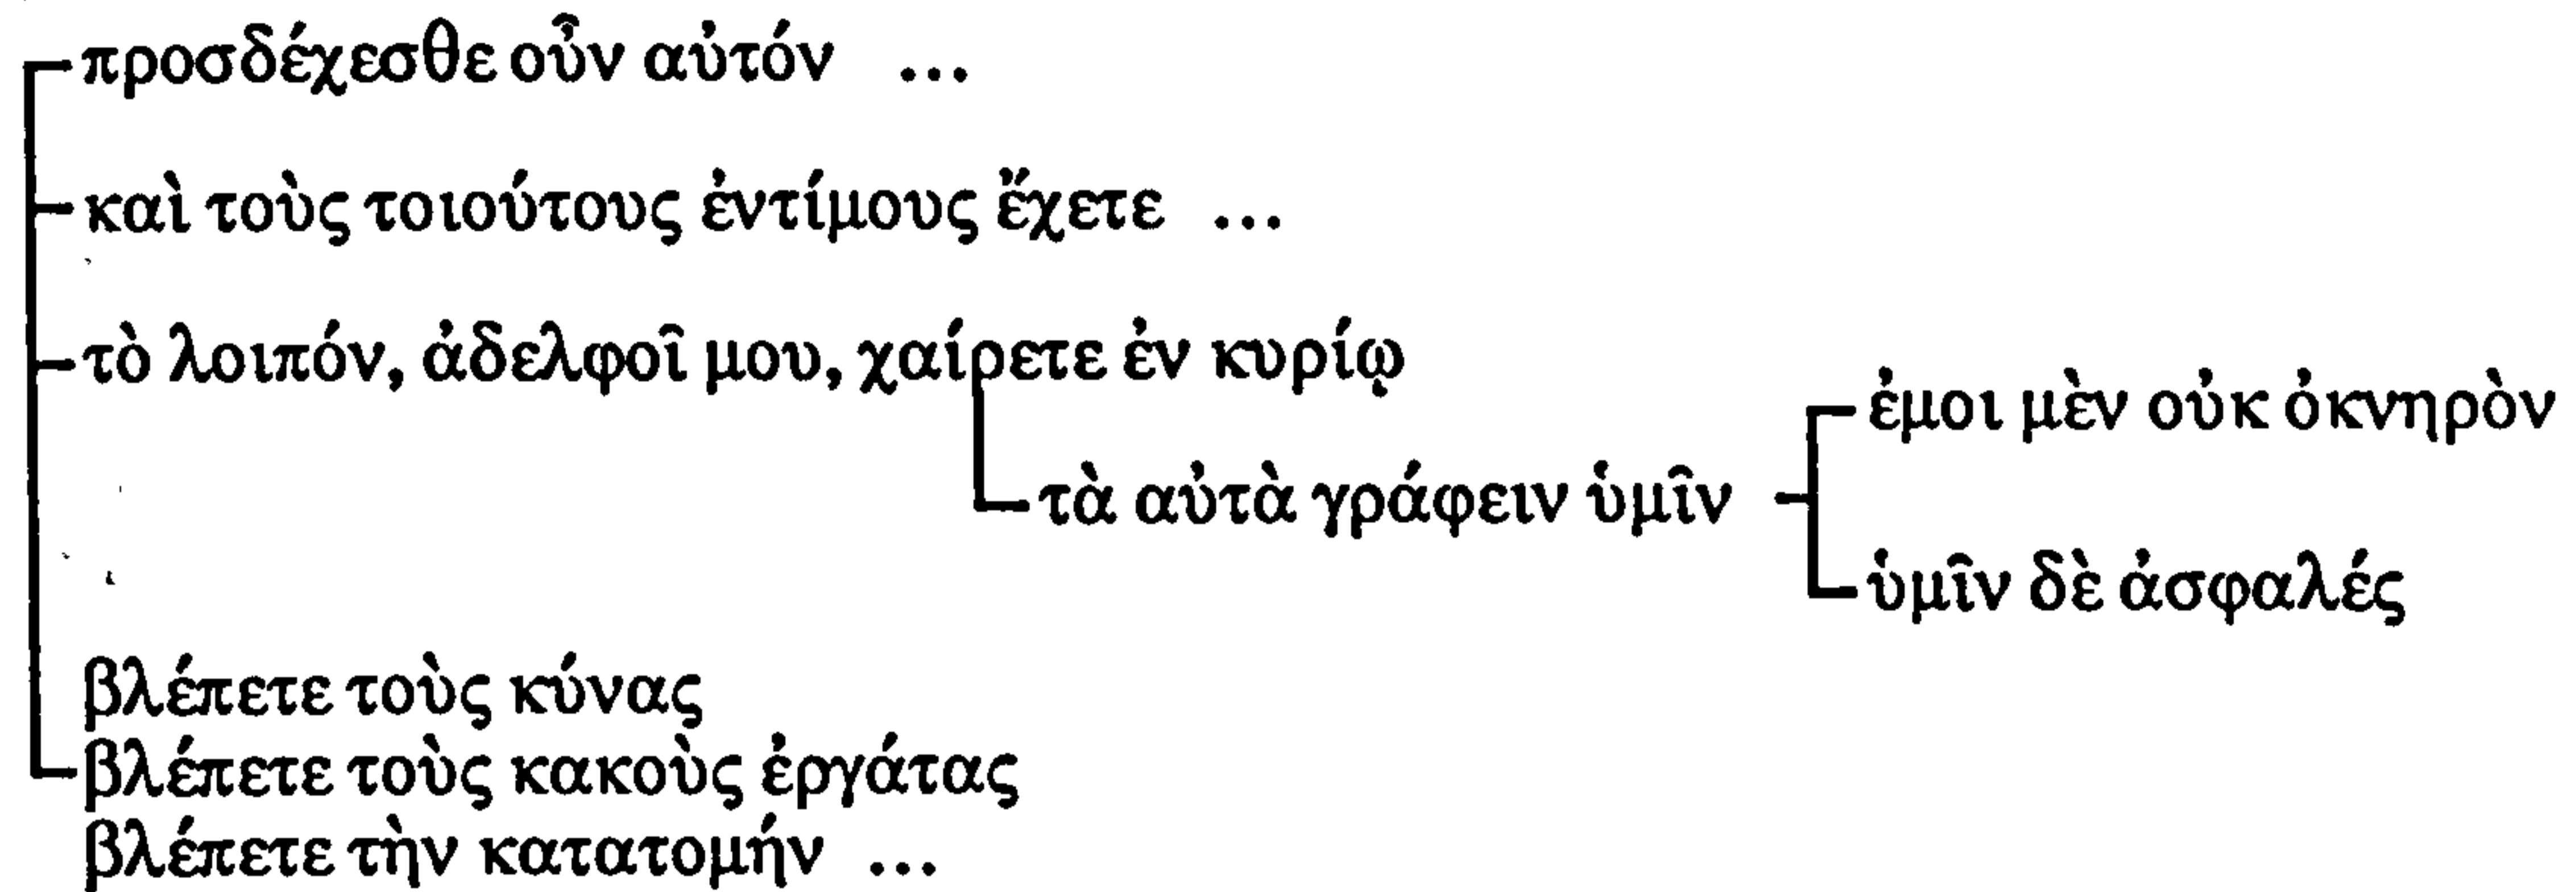 προσδέχεσθε οὖν αὐτόν ...
καὶ τοὺς τοιούτους ἐντίμους ἔχετε ...
τὸ λοιπόν, ἀδελφοῖ μου, χαίρετε ἐν κυρίῳ
ἐμοι μὲν οὐκ ὀκνηρὸν
τὰ αὐτὰ γράφειν ὑμῖν
ὑμῖν δὲ ἀσφαλές
βλέπετε τοὺς κύνας
βλέπετε τοὺς κακοὺς ἐργάτας
βλέπετε τὴν κατατομήν ...